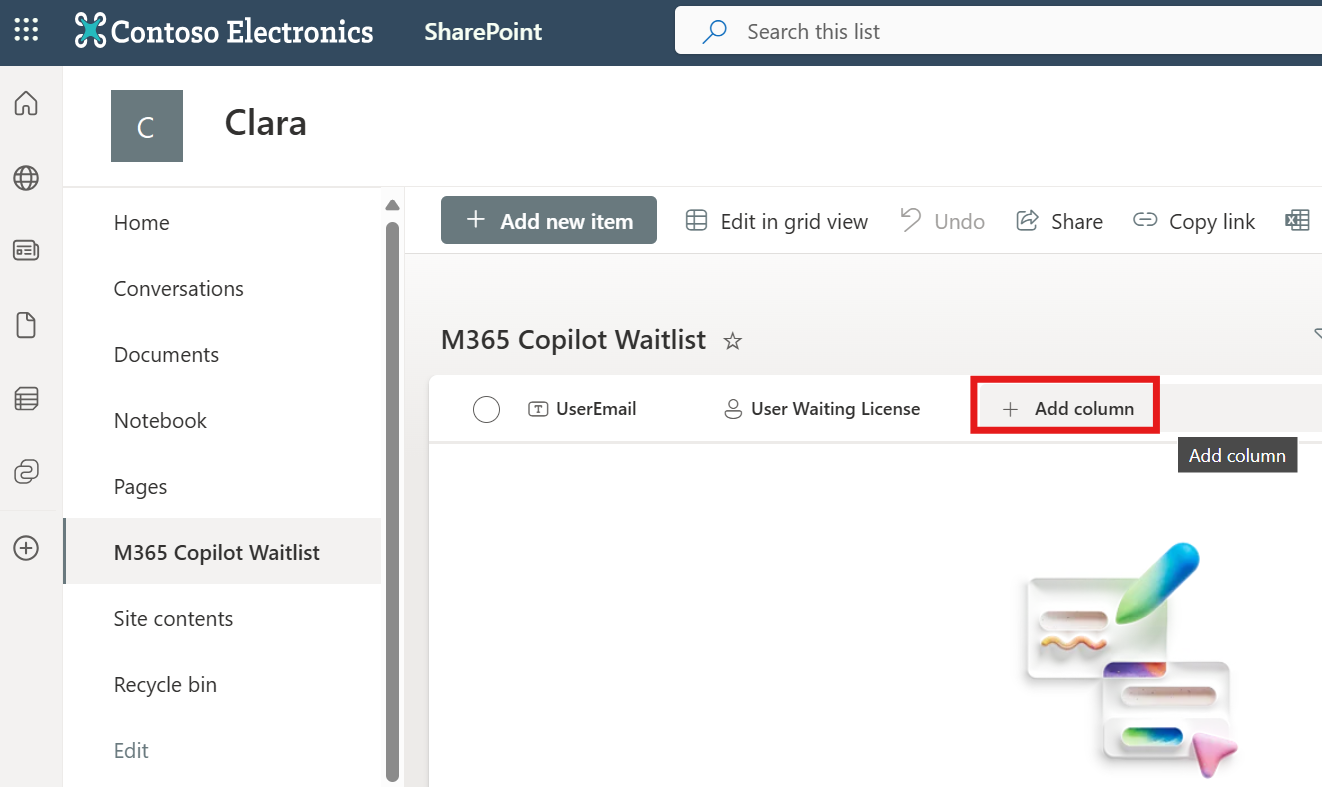 Contoso Electronics SharePoint Search this list
C Clara
Home
Conversations
Documents
Notebook
Pages
M365 Copilot Waitlist
Site contents
Recycle bin
Edit
Add new item Edit in grid view Undo Share Copy link
M365 Copilot Waitlist
UserEmail User Waiting License Add column
Add column